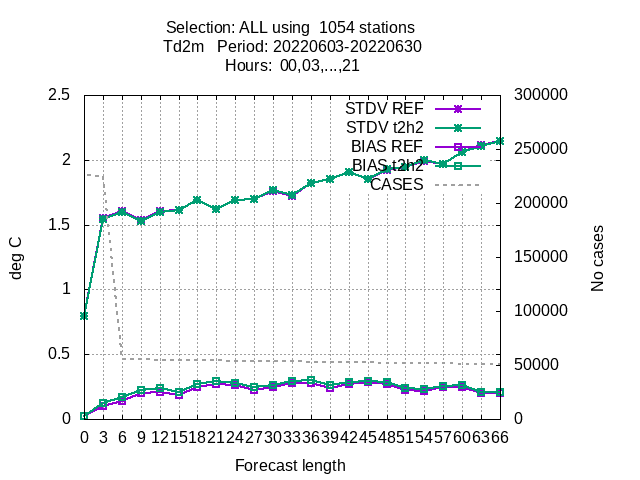 Selection: ALL using  1054 stations
Td2m   Period: 20220603-20220630
Hours:  00,03,...,21
2.5
2
1.5
1
0.5
0
deg C
300000
250000
200000
150000
100000
50000
0
No cases
STDV REF
STDV t2h2
BIAS REF
BIAS t2h2
CASES
0 3 6 9 12 15 18 21 24 27 30 33 36 39 42 45 48 51 54 57 60 63 66
Forecast length